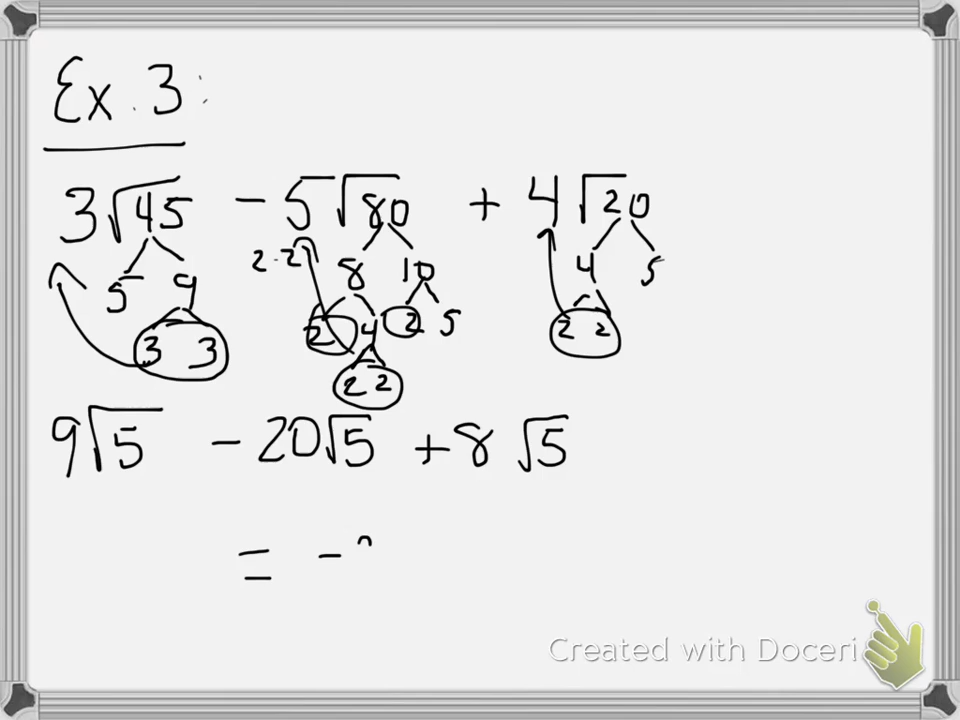 Ex. 3:
3√45 - 5√80 + 4√20
5 9 2·2 8 10 4 5
3 3 2 4 2 5 2 2
2 2
9√5 - 20√5 + 8√5
= -
Created with Doceri